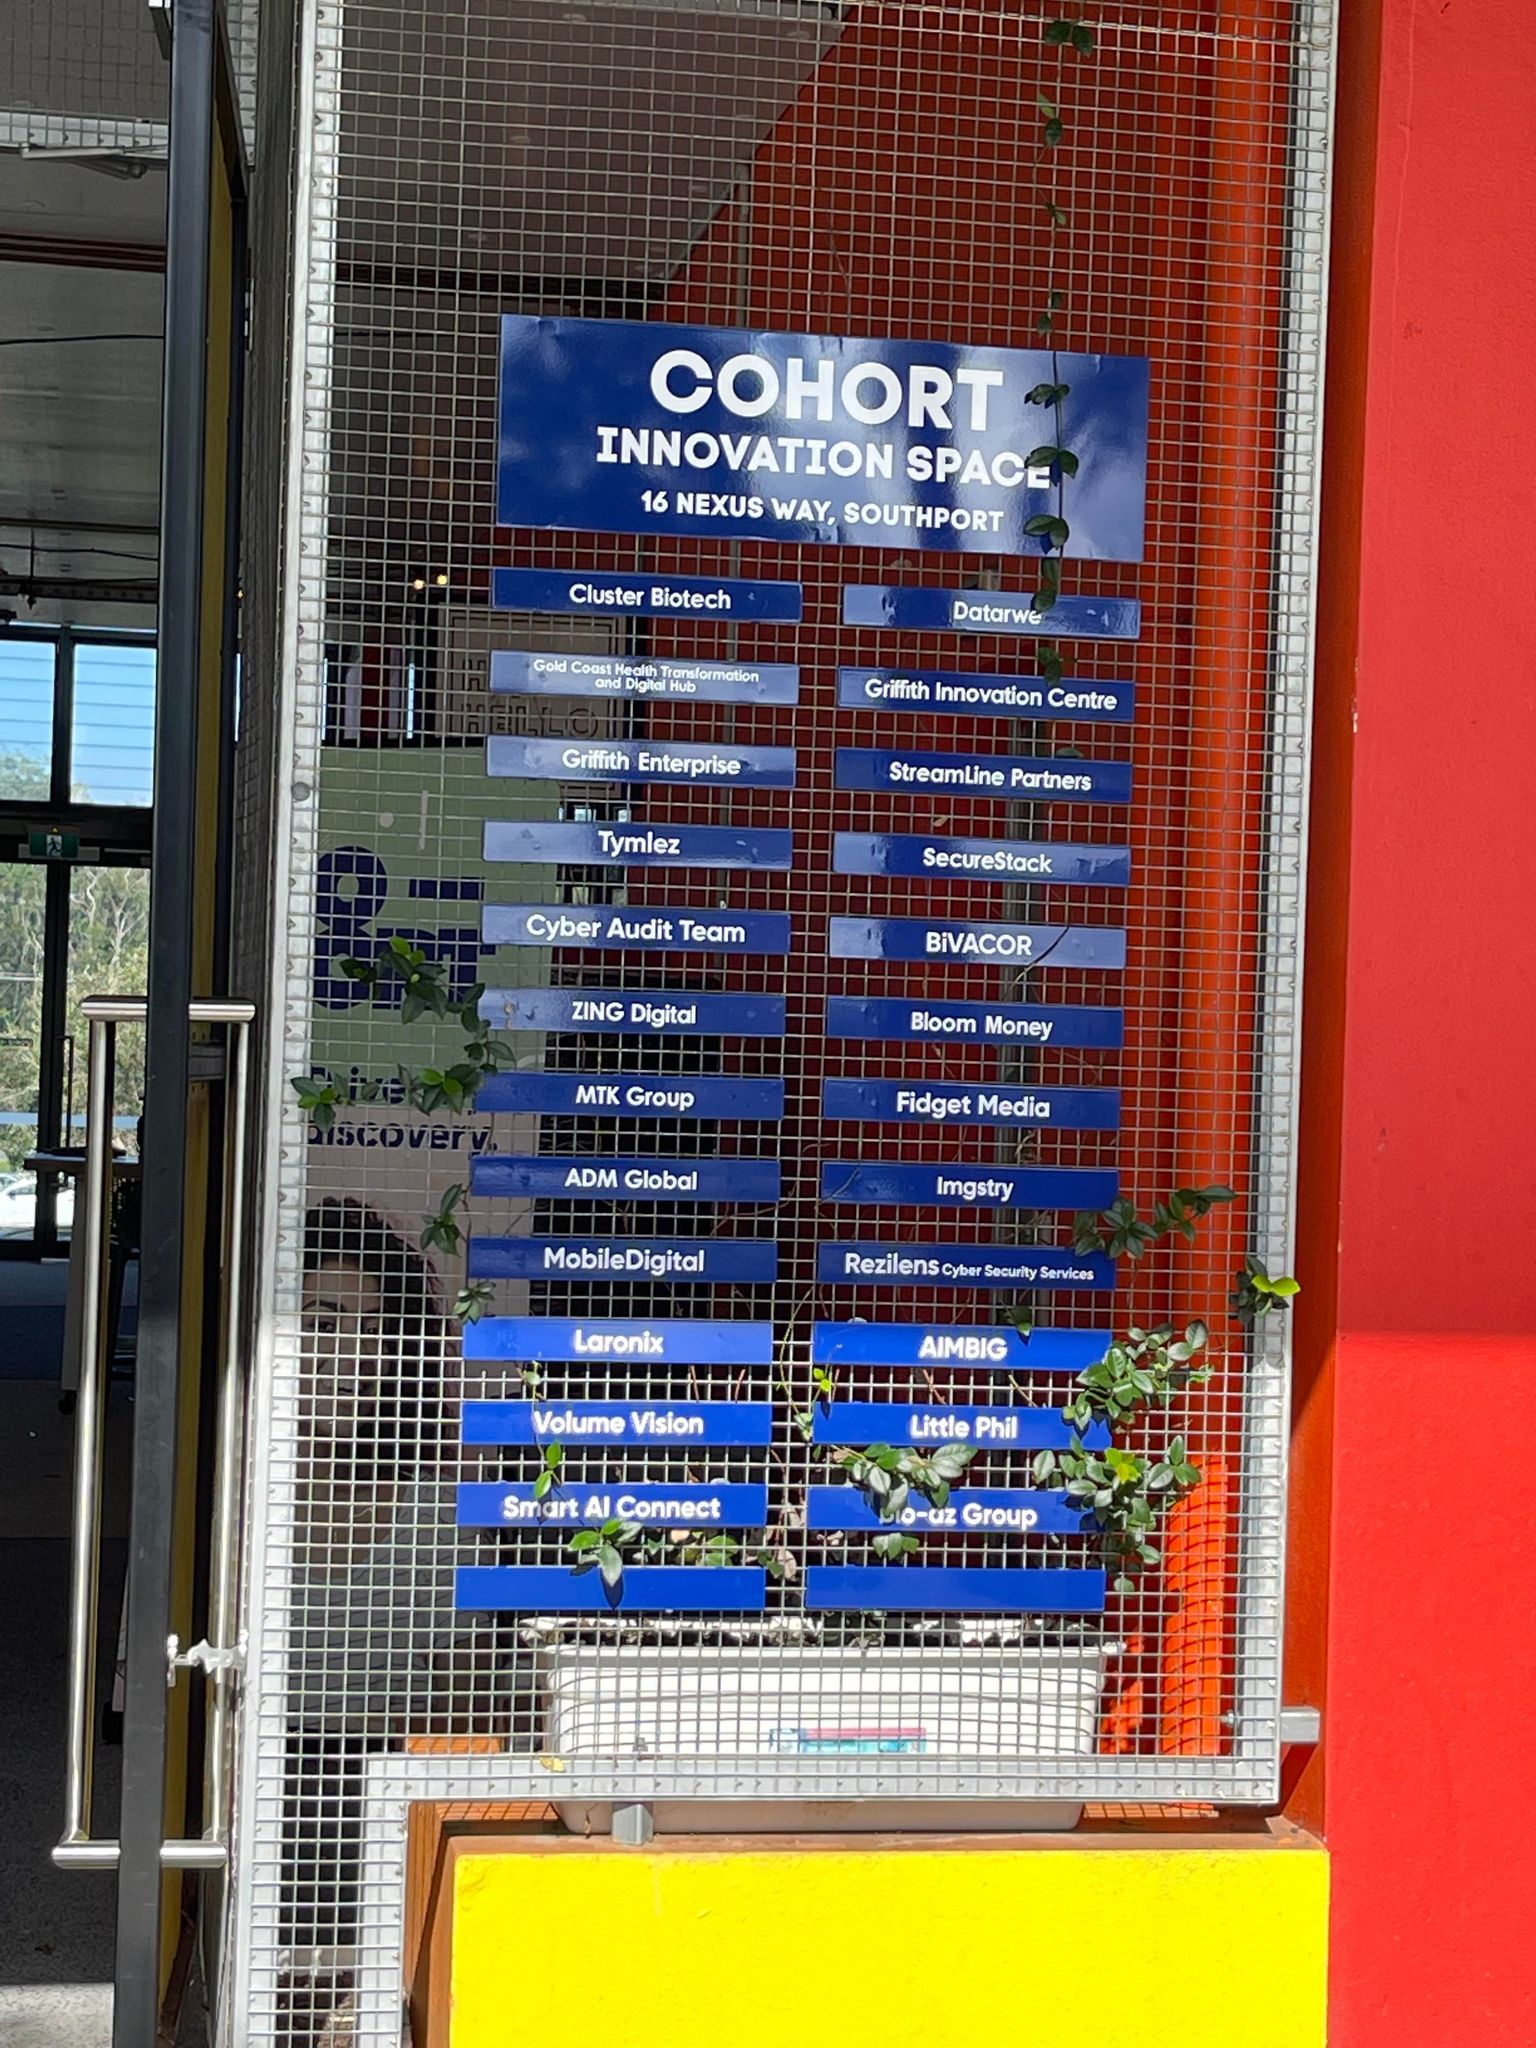 COHORT
INNOVATION SPACE
16 NEXUS WAY, SOUTHPORT
Cluster Biotech
Datarwe
Gold Coast Health Transformation
and Digital Hub
Griffith Innovation Centre
Griffith Enterprise
StreamLine Partners
Tymlez
SecureStack
Cyber Audit Team
BiVACOR
ZING Digital
Bloom Money
MTK Group
Fidget Media
ADM Global
Imgstry
MobileDigital
Rezilens Cyber Security Services
Laronix
AIMBIG
Volume Vision
Little Phil
Smart AI Connect
Group
HELLO
discovery.